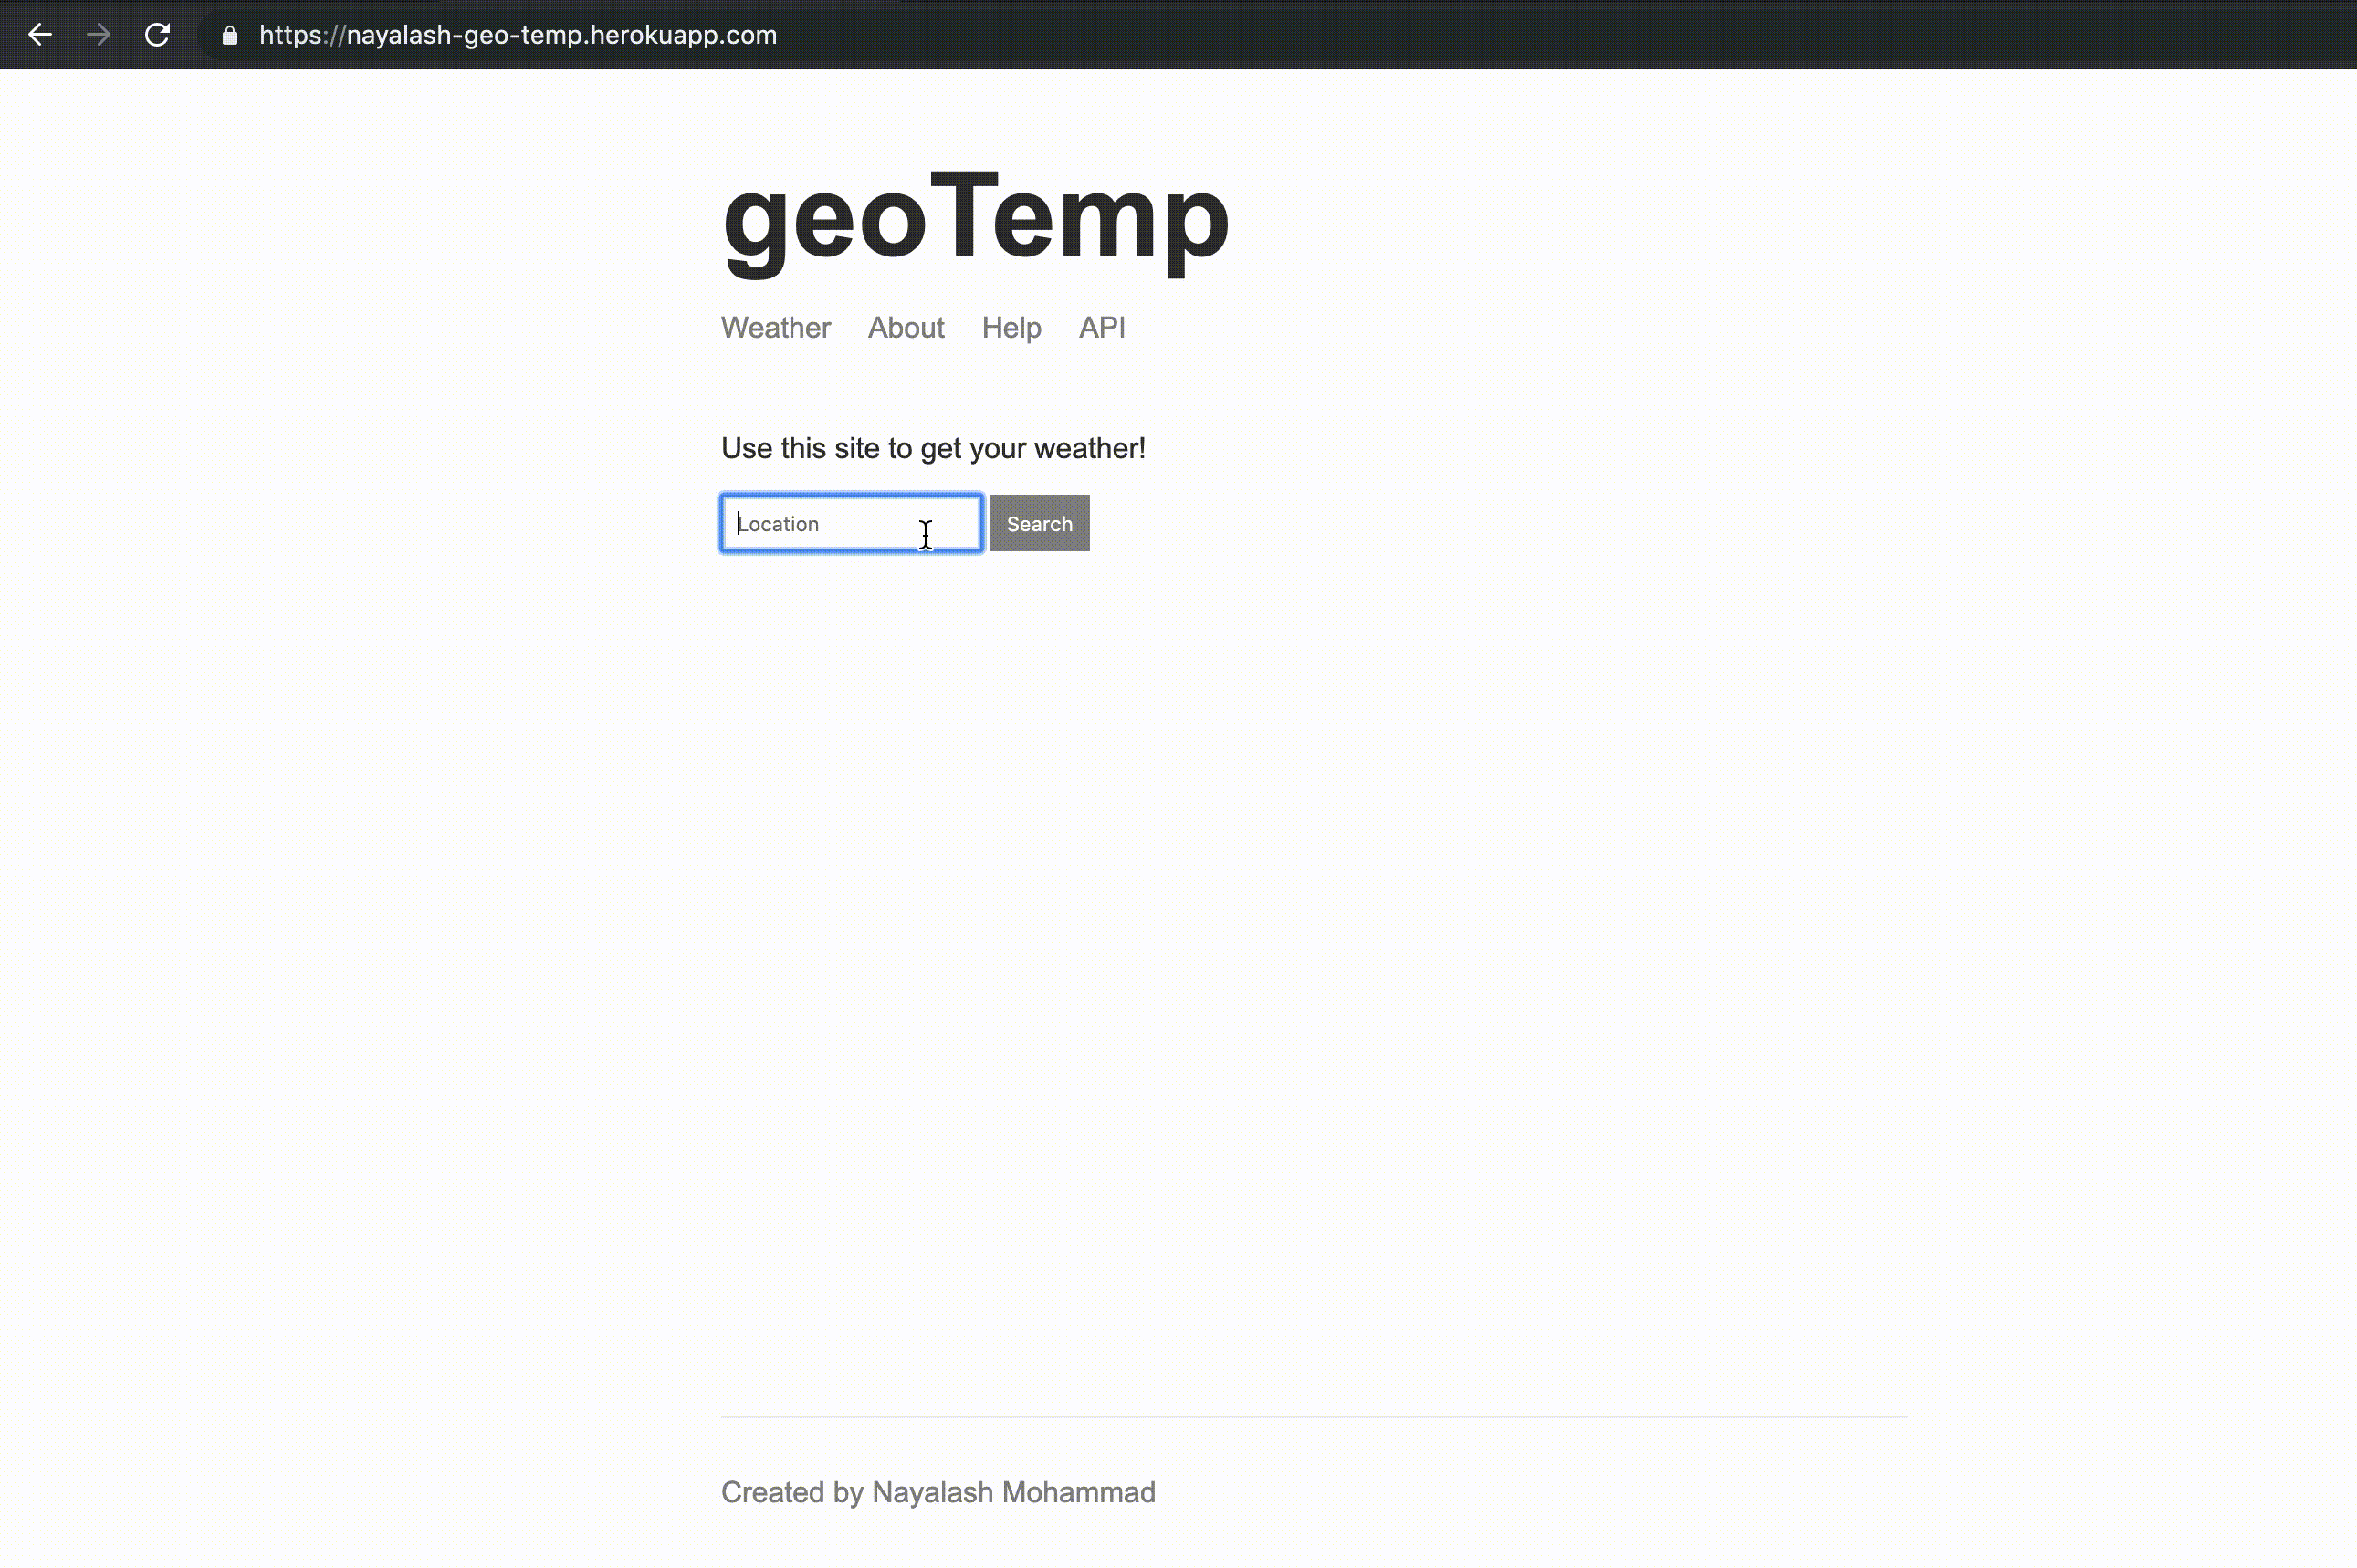 https://nayalash-geo-temp.herokuapp.com
geoTemp
Weather About Help API
Use this site to get your weather!
Location Search
Created by Nayalash Mohammad